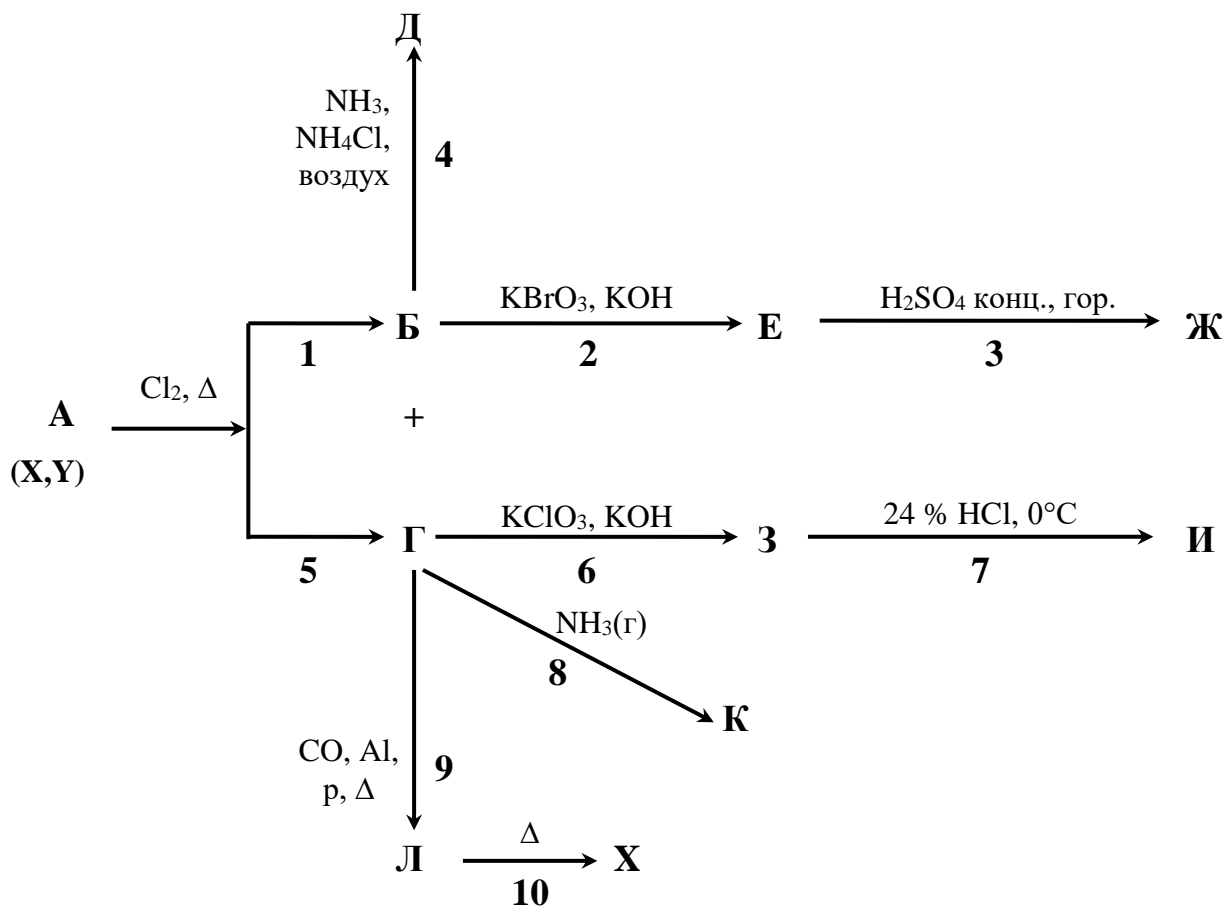 Д
NH3,
NH4Cl,
воздух
4
Б
KBrO3, KOH
2
Е
H2SO4 конц., гор.
3
Ж
1
А
(X,Y)
Cl2, Δ
+
5
Г
KClO3, KOH
6
З
24 % HCl, 0°C
7
И
NH3(г)
8
К
CO, Al,
p, Δ
9
Л
Δ
10
X